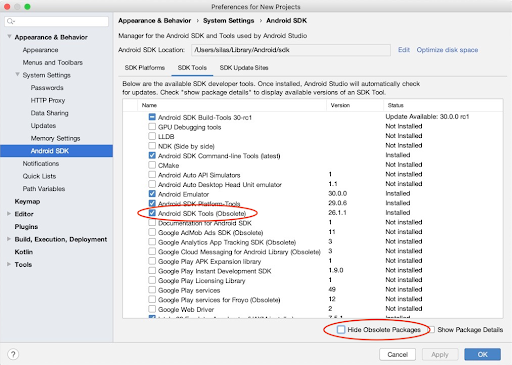 Preferences for New Projects
Appearance & Behavior › System Settings › Android SDK
Appearance & Behavior
Appearance
Menus and Toolbars
System Settings
Passwords
HTTP Proxy
Data Sharing
Updates
Memory Settings
Android SDK
Notifications
Quick Lists
Path Variables
Keymap
Editor
Plugins
Build, Execution, Deployment
Kotlin
Tools
Manager for the Android SDK and Tools used by Android Studio
Android SDK Location: /Users/silas/Library/Android/sdk Edit Optimize disk space
SDK Platforms SDK Tools SDK Update Sites
Below are the available SDK developer tools. Once installed, Android Studio will automatically check
for updates. Check "show package details" to display available versions of an SDK Tool.
Name Version Status
Android SDK Build-Tools 30-rc1 Update Available: 30.0.0 rc1
GPU Debugging tools Not Installed
LLDB Not Installed
NDK (Side by side) Not Installed
Android SDK Command-line Tools (latest) Installed
CMake Not Installed
Android Auto API Simulators 1 Not installed
Android Auto Desktop Head Unit emulator 1.1 Not installed
Android Emulator 30.0.0 Installed
Android SDK Platform-Tools 29.0.6 Installed
Android SDK Tools (Obsolete) 26.1.1 Installed
Documentation for Android SDK 1 Not installed
Google AdMob Ads SDK (Obsolete) 11 Not installed
Google Analytics App Tracking SDK (Obsolete) 3 Not installed
Google Cloud Messaging for Android Library (Obsolete) 3 Not installed
Google Play APK Expansion library 1 Not installed
Google Play Instant Development SDK 1.9.0 Not installed
Google Play Licensing Library 1 Not installed
Google Play services 49 Not installed
Google Play services for Froyo (Obsolete) 12 Not installed
Google Web Driver 2 Not installed
Hide Obsolete Packages Show Package Details
? Cancel Apply OK